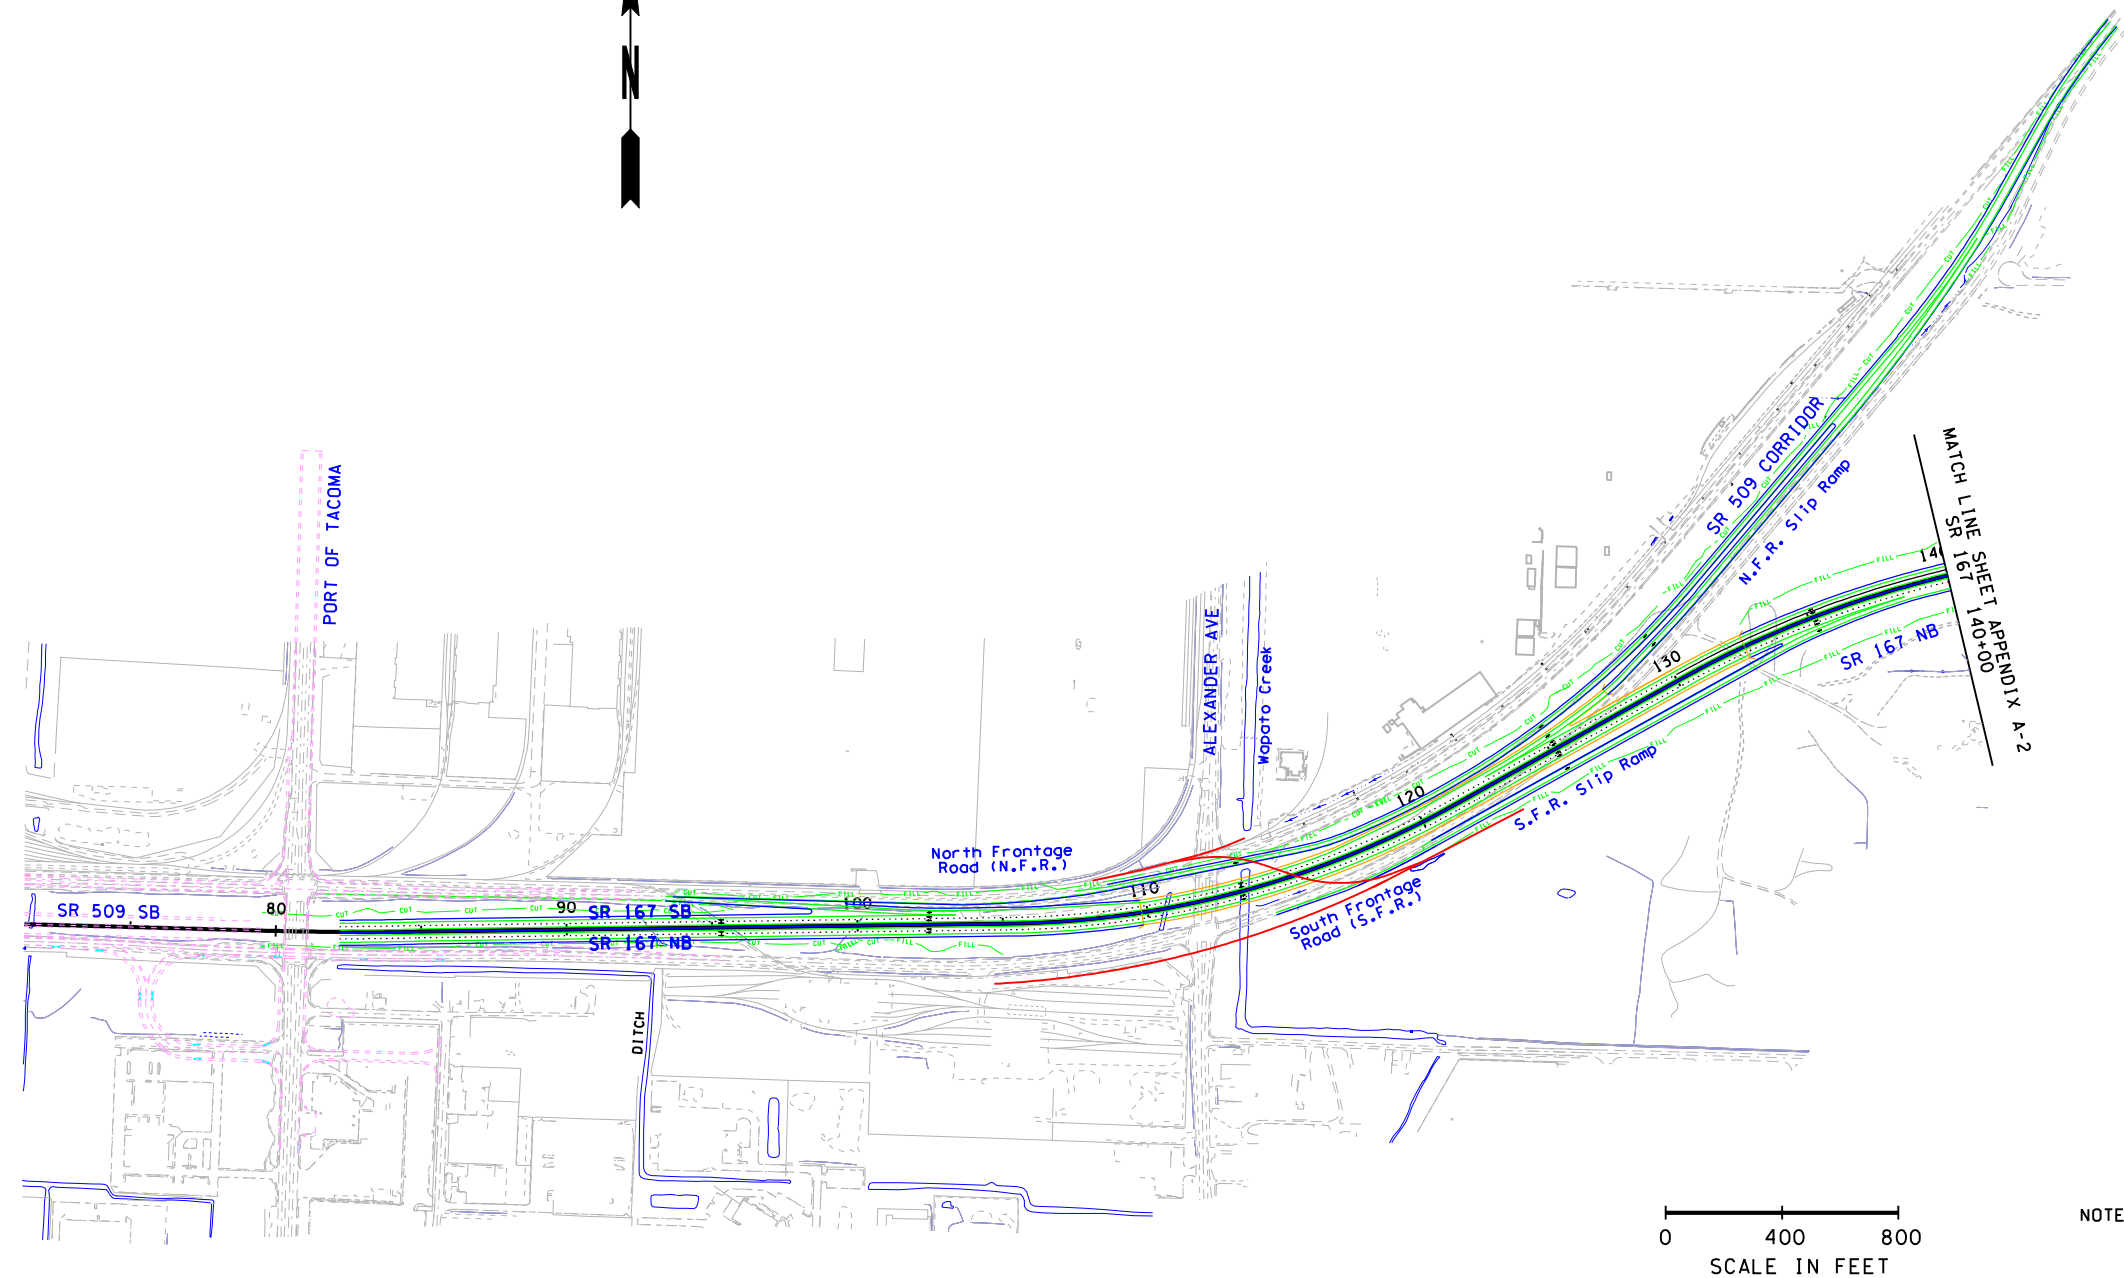 N
PORT OF TACOMA
ALEXANDER AVE
Wapato Creek
SR 509 CORRIDOR
N.F.R. Slip Ramp
MATCH LINE SHEET APPENDIX A-2
SR 167 140+00
SR 167 NB
130
120
S.F.R. Slip Ramp
North Frontage
Road (N.F.R.)
110
100
90
80
SR 509 SB
SR 167 SB
SR 167 NB
South Frontage
Road (S.F.R.)
DITCH
CUT
FILL
0 400 800
SCALE IN FEET
NOTE